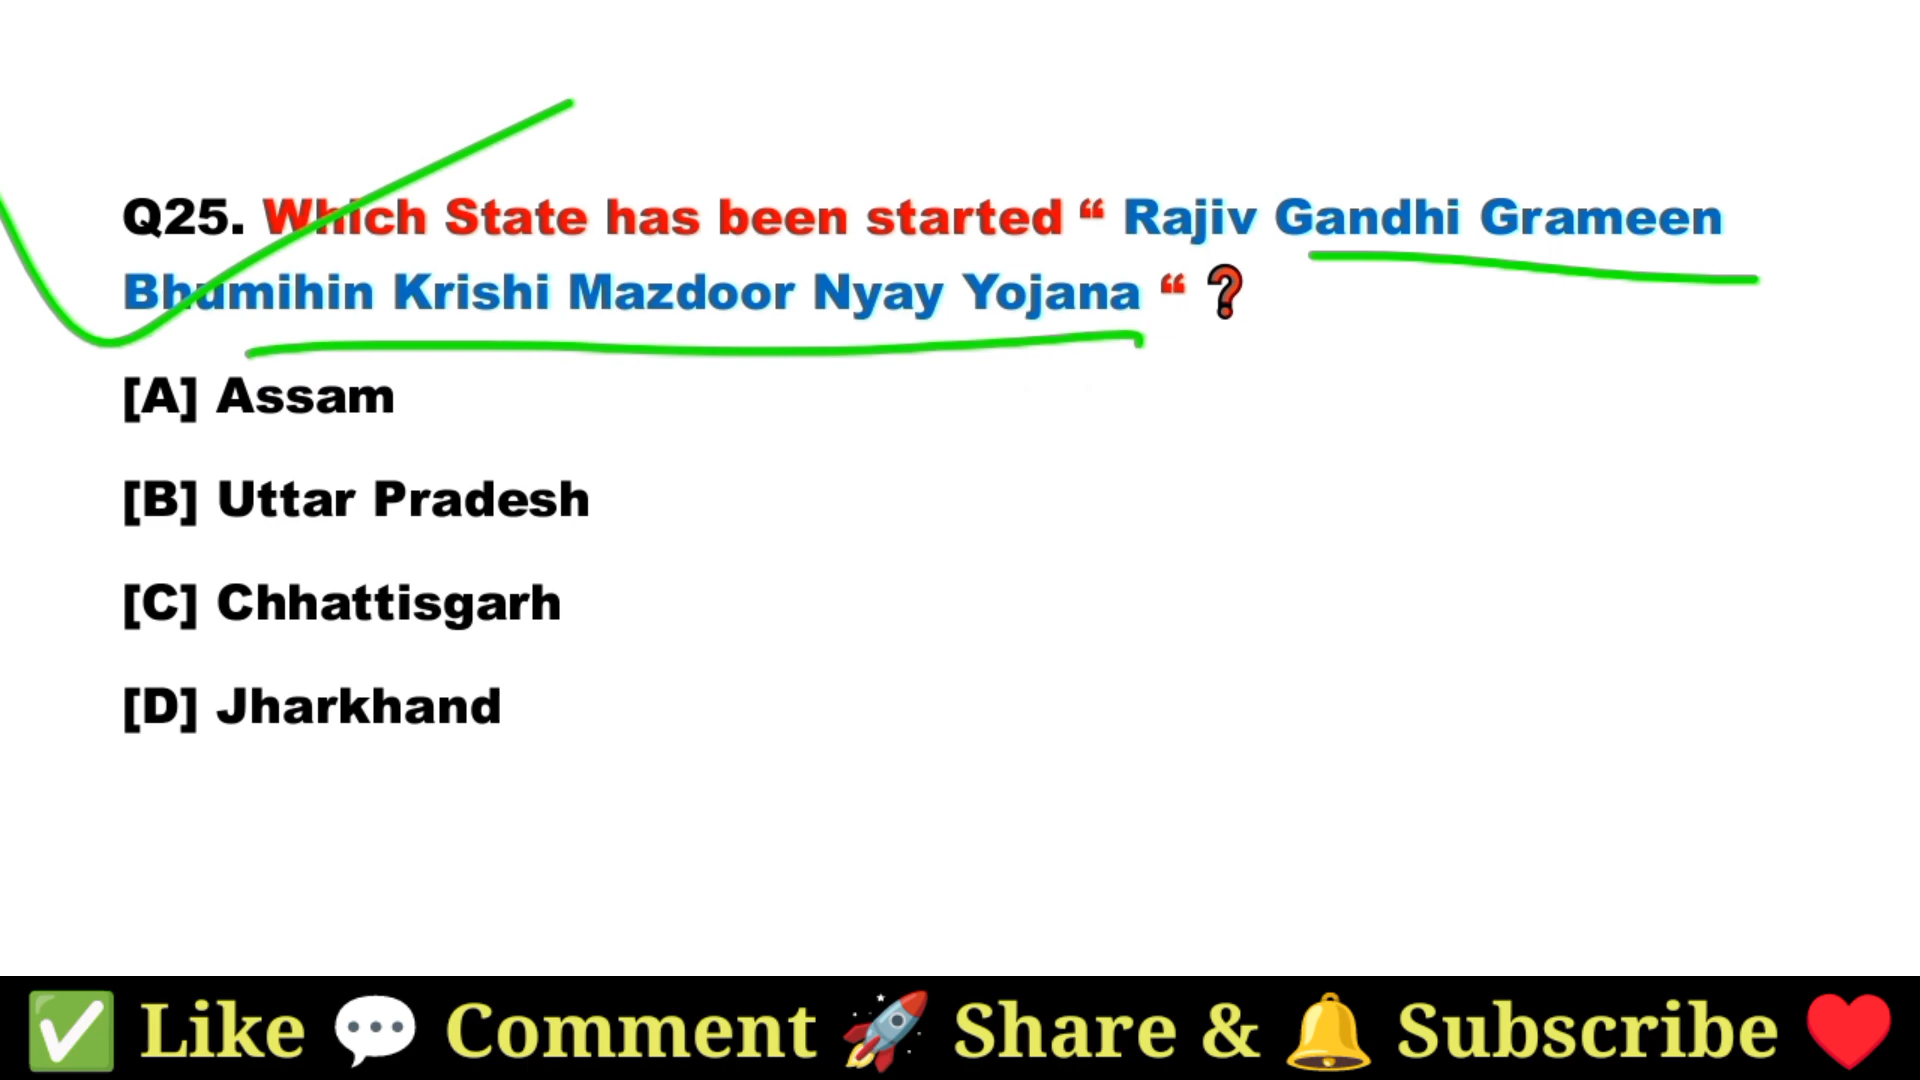 Q25. Which State has been started “ Rajiv Gandhi Grameen
Bhumihin Krishi Mazdoor Nyay Yojana “ ❓
[A] Assam
[B] Uttar Pradesh
[C] Chhattisgarh
[D] Jharkhand
✅ Like 💬 Comment 🚀 Share & 🔔 Subscribe ♥️